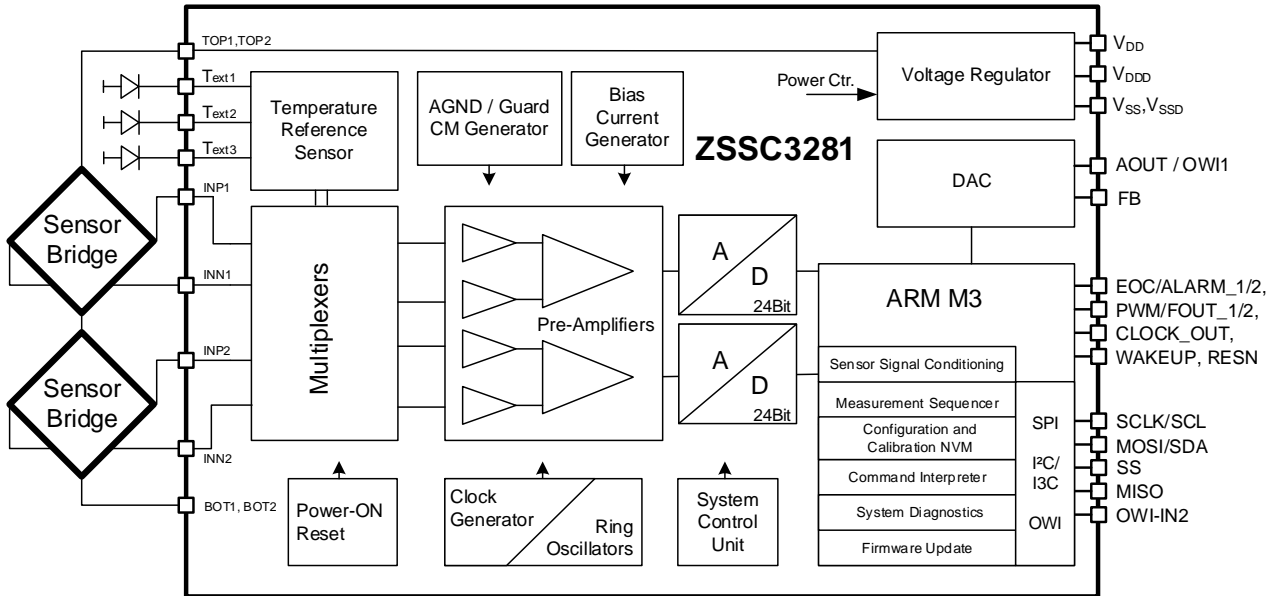 TOP1,TOP2
Text1
Text2
Text3
INP1
INN1
INP2
INN2
BOT1, BOT2
Sensor
Bridge
Sensor
Bridge
Temperature
Reference
Sensor
AGND / Guard
CM Generator
Bias
Current
Generator
ZSSC3281
Power Ctr.
Voltage Regulator
VDD
VDDD
VSS,VSSD
DAC
AOUT / OWI1
FB
Multiplexers
Pre-Amplifiers
A
D
24Bit
A
D
24Bit
ARM M3
Sensor Signal Conditioning
Measurement Sequencer
Configuration and
Calibration NVM
Command Interpreter
System Diagnostics
Firmware Update
SPI
I²C/
I3C
OWI
EOC/ALARM_1/2,
PWM/FOUT_1/2,
CLOCK_OUT,
WAKEUP, RESN
SCLK/SCL
MOSI/SDA
SS
MISO
OWI-IN2
Power-ON
Reset
Clock
Generator
Ring
Oscillators
System
Control
Unit